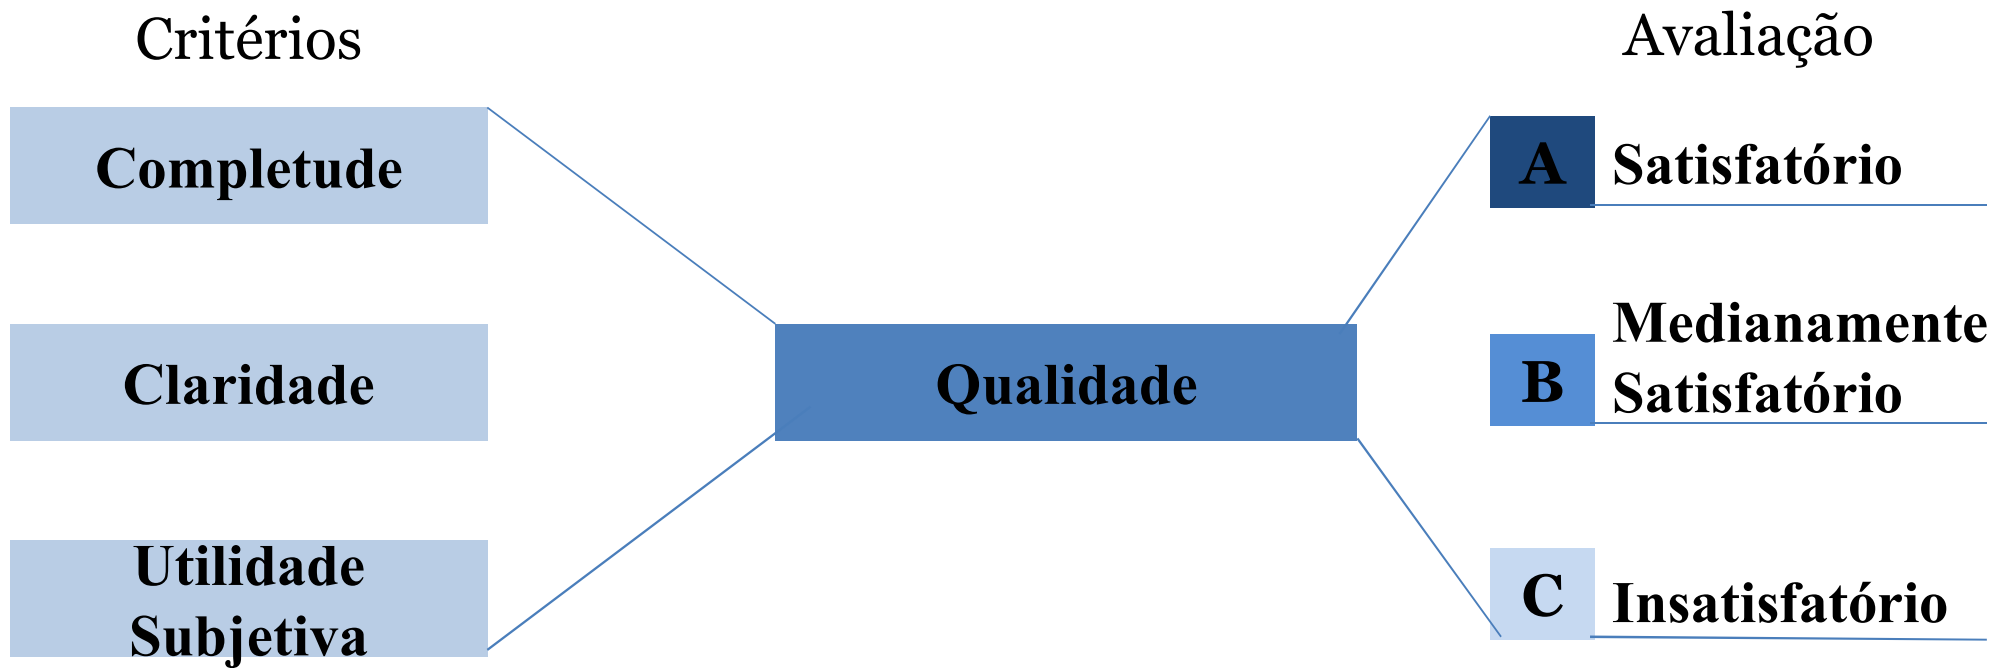 Critérios
Avaliação
Completude
A Satisfatório
Claridade
Qualidade
B
Medianamente
Satisfatório
Utilidade
Subjetiva
C Insatisfatório